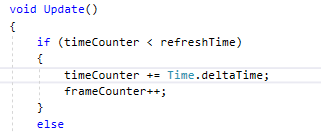 void Update()
{
if (timeCounter < refreshTime)
{
timeCounter += Time.deltaTime;
frameCounter++;
}
else